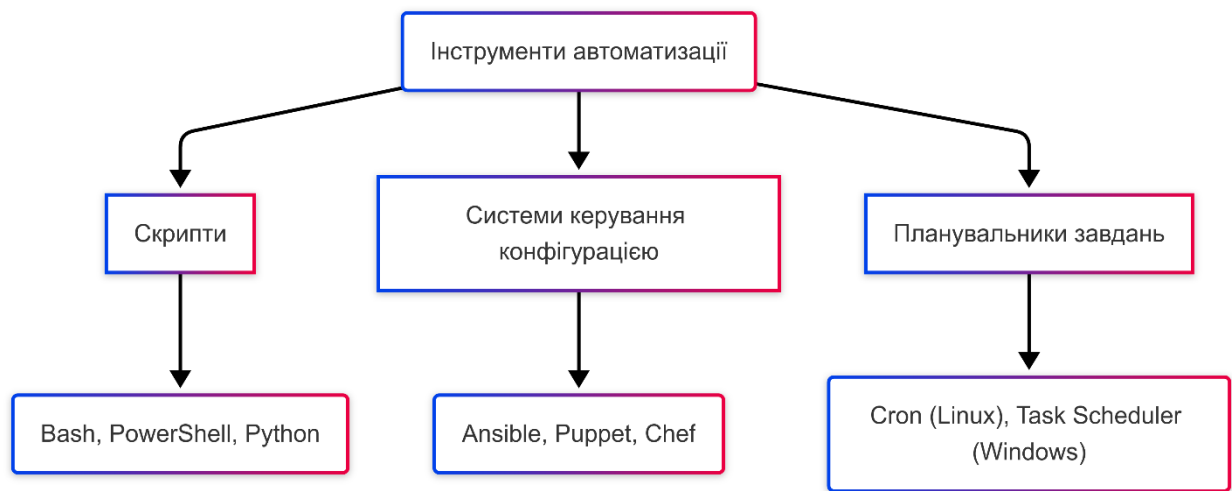 Інструменти автоматизації
Скрипти
Системи керування
конфігурацією
Планувальники завдань
Bash, PowerShell, Python
Ansible, Puppet, Chef
Cron (Linux), Task Scheduler
(Windows)